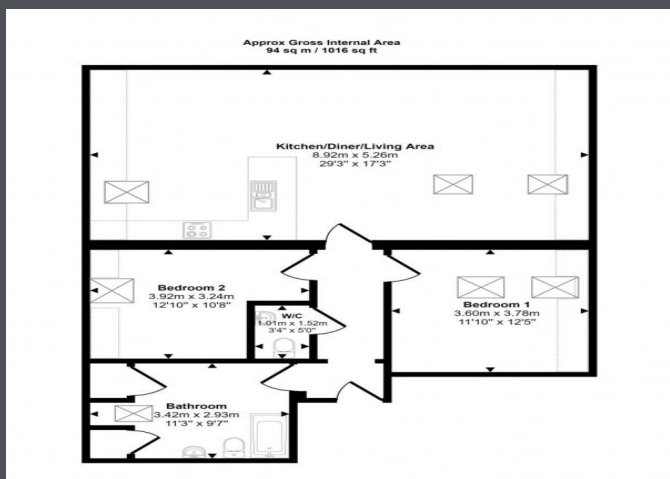 Approx Gross Internal Area
94 sq m / 1016 sq ft
Kitchen/Diner/Living Area
8.92m x 5.26m
29'3" x 17'3"
Bedroom 2
3.92m x 3.24m
12'10" x 10'8"
W/C
1.01m x 1.52m
3'4" x 5'0"
Bedroom 1
3.60m x 3.78m
11'10" x 12'5"
Bathroom
3.42m x 2.93m
11'3" x 9'7"